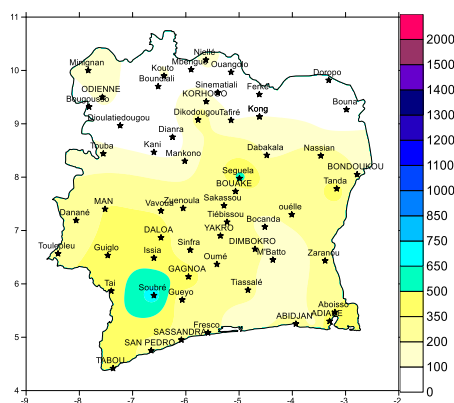 11
10
9
8
7
6
5
4
-9
-8
-7
-6
-5
-4
-3
-2
Niellé
Mbengué
Ouangolo
Minignan
Kouto
Boundiali
Doropo
Sinematiali
Ferké
ODIENNE
KORHOGO
Bougousso
Bouna
Dikodougou
Tafiré
Kong
Dioulatiedougou
Dianra
Touba
Kani
Mankono
Dabakala
Nassian
BONDOUKOU
Seguela
BOUAKE
Tanda
MAN
Vavoua
Zuenoula
Sakassou
Tiébissou
ouélle
Danané
Bocanda
DALOA
YAKRO
DIMBOKRO
Toulepleu
Guiglo
Issia
Sinfra
M'Batto
Zaranou
Oumé
GAGNOA
Tai
Soubré
Gueyo
Tiassalé
Aboisso
ABIDJAN
ADIAKE
Fresco
SASSANDRA
SAN PEDRO
TABOU
2000
1900
1500
1300
1200
1100
1000
850
750
650
500
350
200
100
0